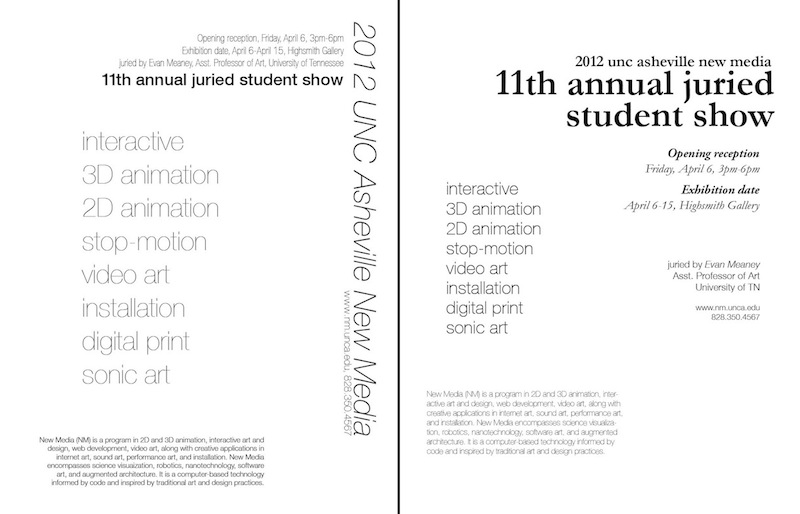 Opening reception, Friday, April 6, 3pm-6pm
Exhibition date, April 6-April 15, Highsmith Gallery
juried by Evan Meaney, Asst. Professor of Art, University of Tennessee
11th annual juried student show
2012 UNC Asheville New Media
www.nm.unca.edu, 828.350.4567
interactive
3D animation
2D animation
stop-motion
video art
installation
digital print
sonic art
New Media (NM) is a program in 2D and 3D animation, interactive art and
design, web development, video art, along with creative applications in
internet art, sound art, performance art, and installation. New Media
encompasses science visuaization, robotics, nanotechnology, software
art, and augmented architecture. It is a computer-based technology
informed by code and inspired by traditional art and design practices.
2012 unc asheville new media
11th annual juried
student show
Opening reception
Friday, April 6, 3pm-6pm
Exhibition date
April 6-15, Highsmith Gallery
interactive
3D animation
2D animation
stop-motion
video art
installation
digital print
sonic art
juried by Evan Meaney
Asst. Professor of Art
University of TN
www.nm.unca.edu
828.350.4567
New Media (NM) is a program in 2D and 3D animation, inter-
active art and design, web development, video art, along with
creative applications in internet art, sound art, performance art,
and installation. New Media encompasses science visualiza-
tion, robotics, nanotechnology, software art, and augmented
architecture. It is a computer-based technology informed by
code and inspired by traditional art and design practices.